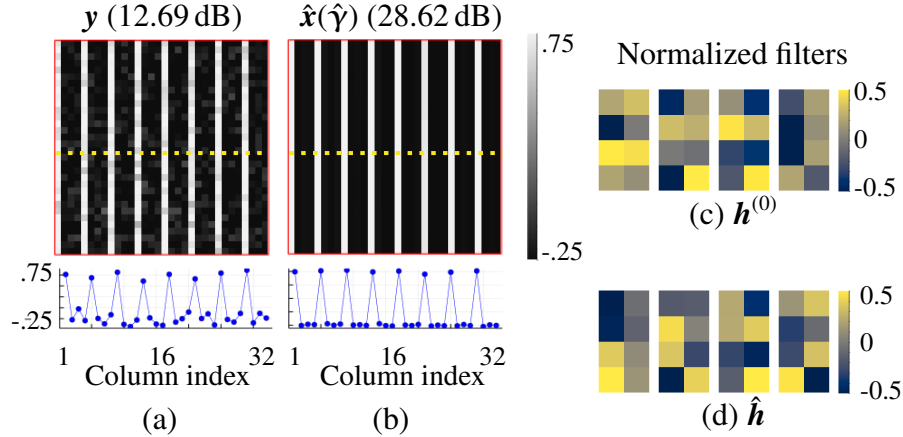 y (12.69 dB)
x̂(γ̂) (28.62 dB)
.75
-.25
.75
-.25
1
16
32
Column index
(a)
1
16
32
Column index
(b)
Normalized filters
0.5
0
-0.5
(c) h⁽⁰⁾
0.5
0
-0.5
(d) ĥ